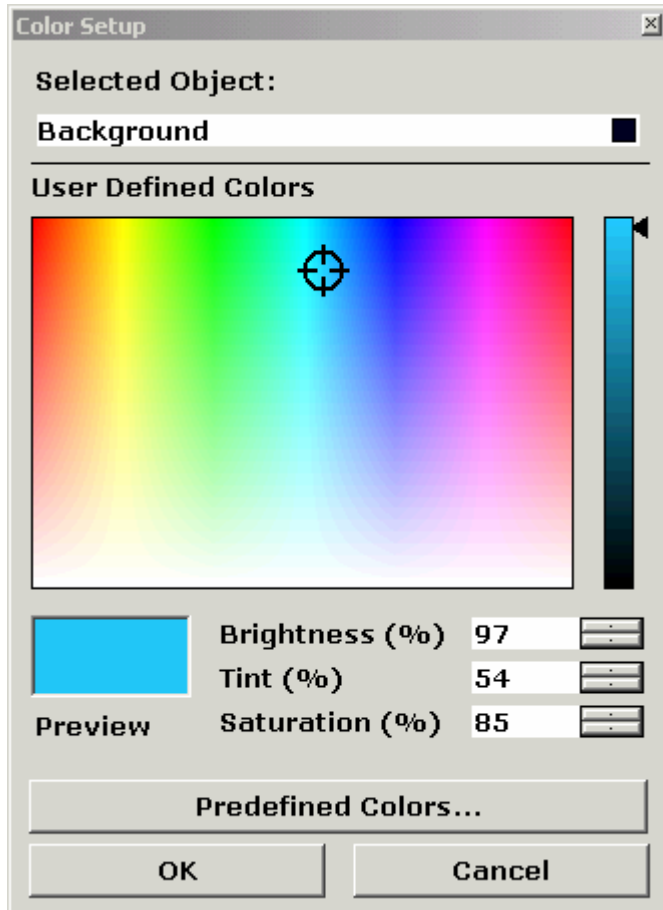 Color Setup
Selected Object:
Background
User Defined Colors
Brightness (%) 97
Tint (%) 54
Preview
Saturation (%) 85
Predefined Colors...
OK
Cancel